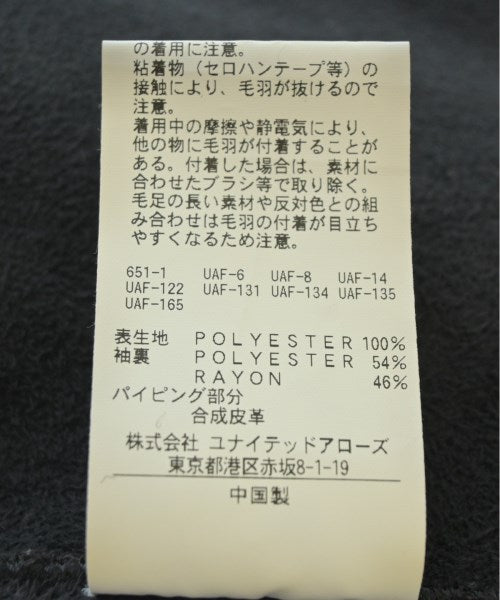 の着用に注意。
粘着物（セロハンテープ等）の
接触により、毛羽が抜けるので
注意。
着用中の摩擦や静電気により、
他の物に毛羽が付着することが
ある。付着した場合は、素材に
合わせたブラシ等で取り除く。
毛足の長い素材や反対色との組
み合わせは毛羽の付着が目立ち
やすくなるため注意。
651-1 UAF-6 UAF-8 UAF-14
UAF-122 UAF-131 UAF-134 UAF-135
UAF-165
表生地 POLYESTER 100%
袖裏 POLYESTER 54%
RAYON 46%
パイピング部分
合成皮革
株式会社 ユナイテッドアローズ
東京都港区赤坂8-1-19
中国製